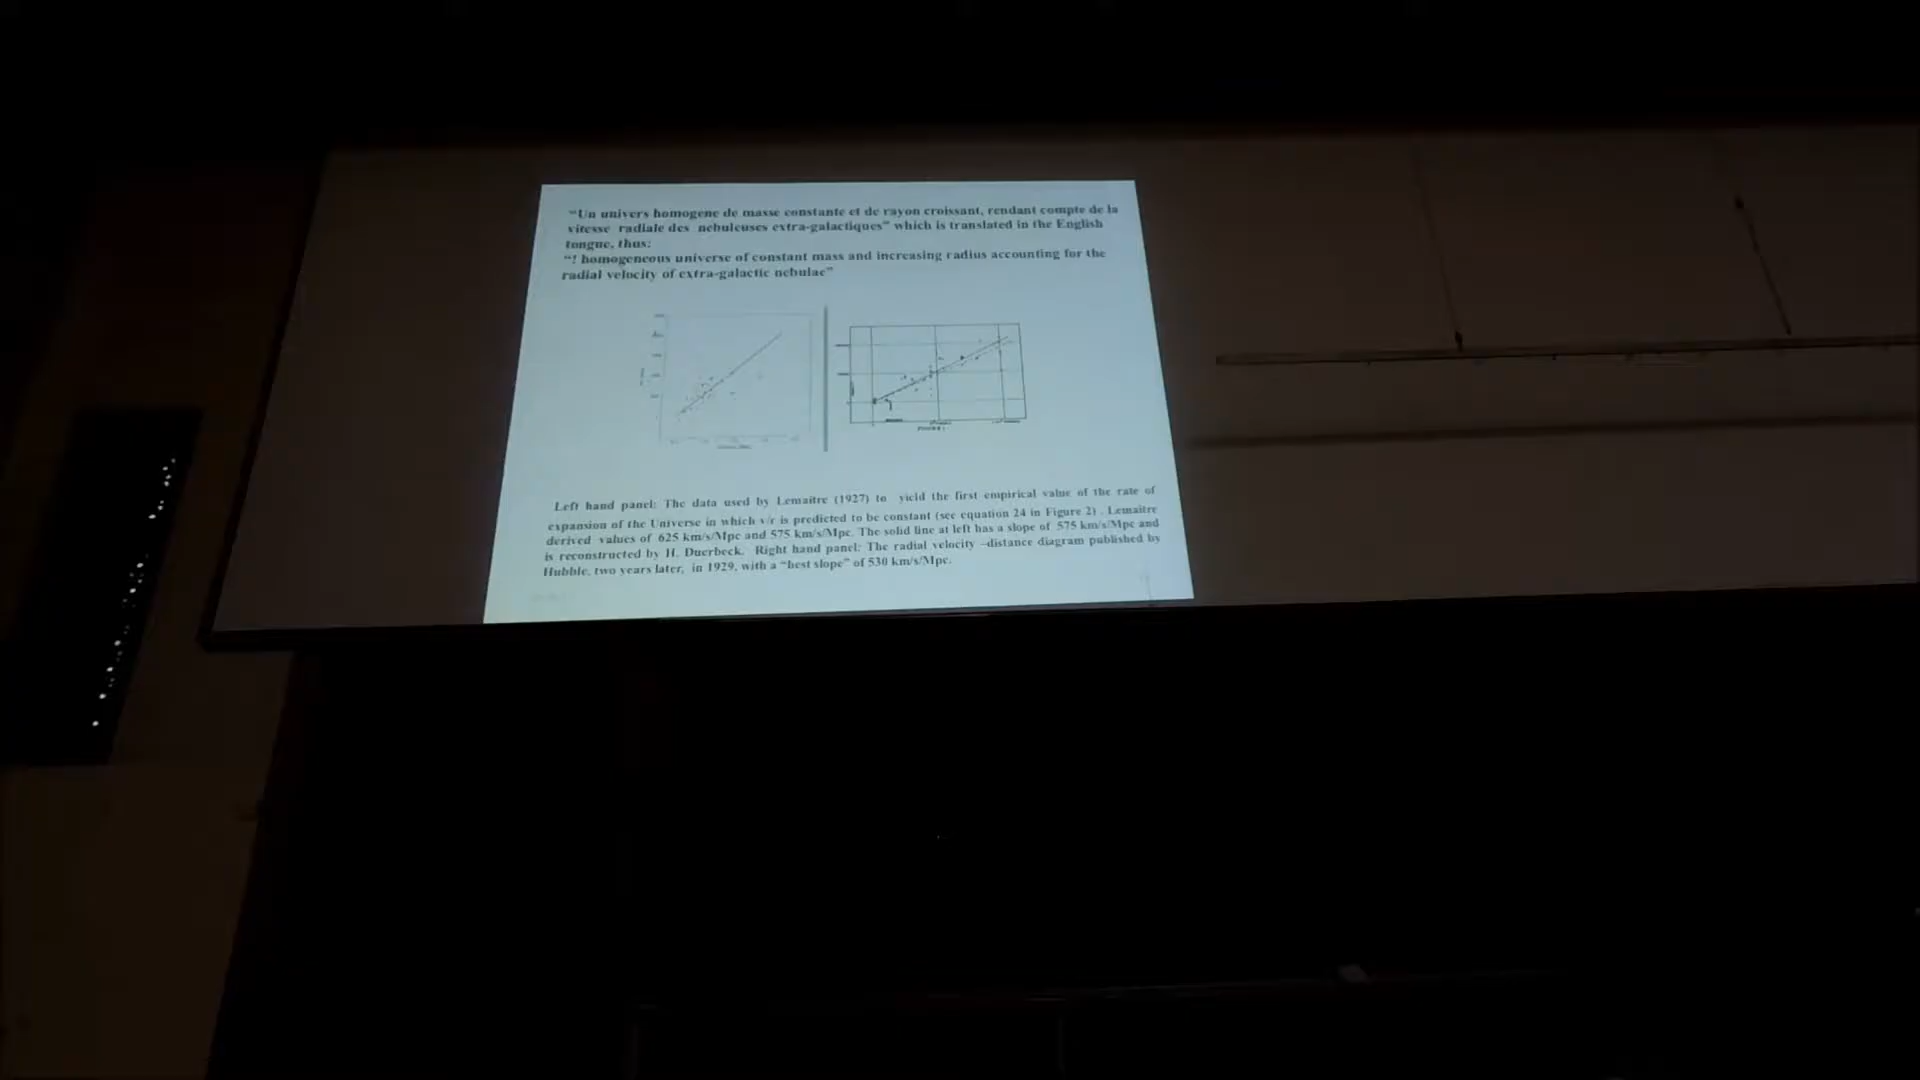 "Un univers homogene de masse constante et de rayon croissant, rendant compte de la
vitesse radiale des nebuleuses extra-galactiques" which is translated in the English
tongue, thus:
"! homogeneous universe of constant mass and increasing radius accounting for the
radial velocity of extra-galactic nebulae"
Left hand panel: The data used by Lemaitre (1927) to yield the first empirical value of the rate of
expansion of the Universe in which v/r is predicted to be constant (see equation 24 in Figure 2) . Lemaitre
derived values of 625 km/s/Mpc and 575 km/s/Mpc. The solid line at left has a slope of 575 km/s/Mpc and
is reconstructed by H. Duerbeck. Right hand panel: The radial velocity –distance diagram published by
Hubble, two years later, in 1929, with a "best slope" of 530 km/s/Mpc.